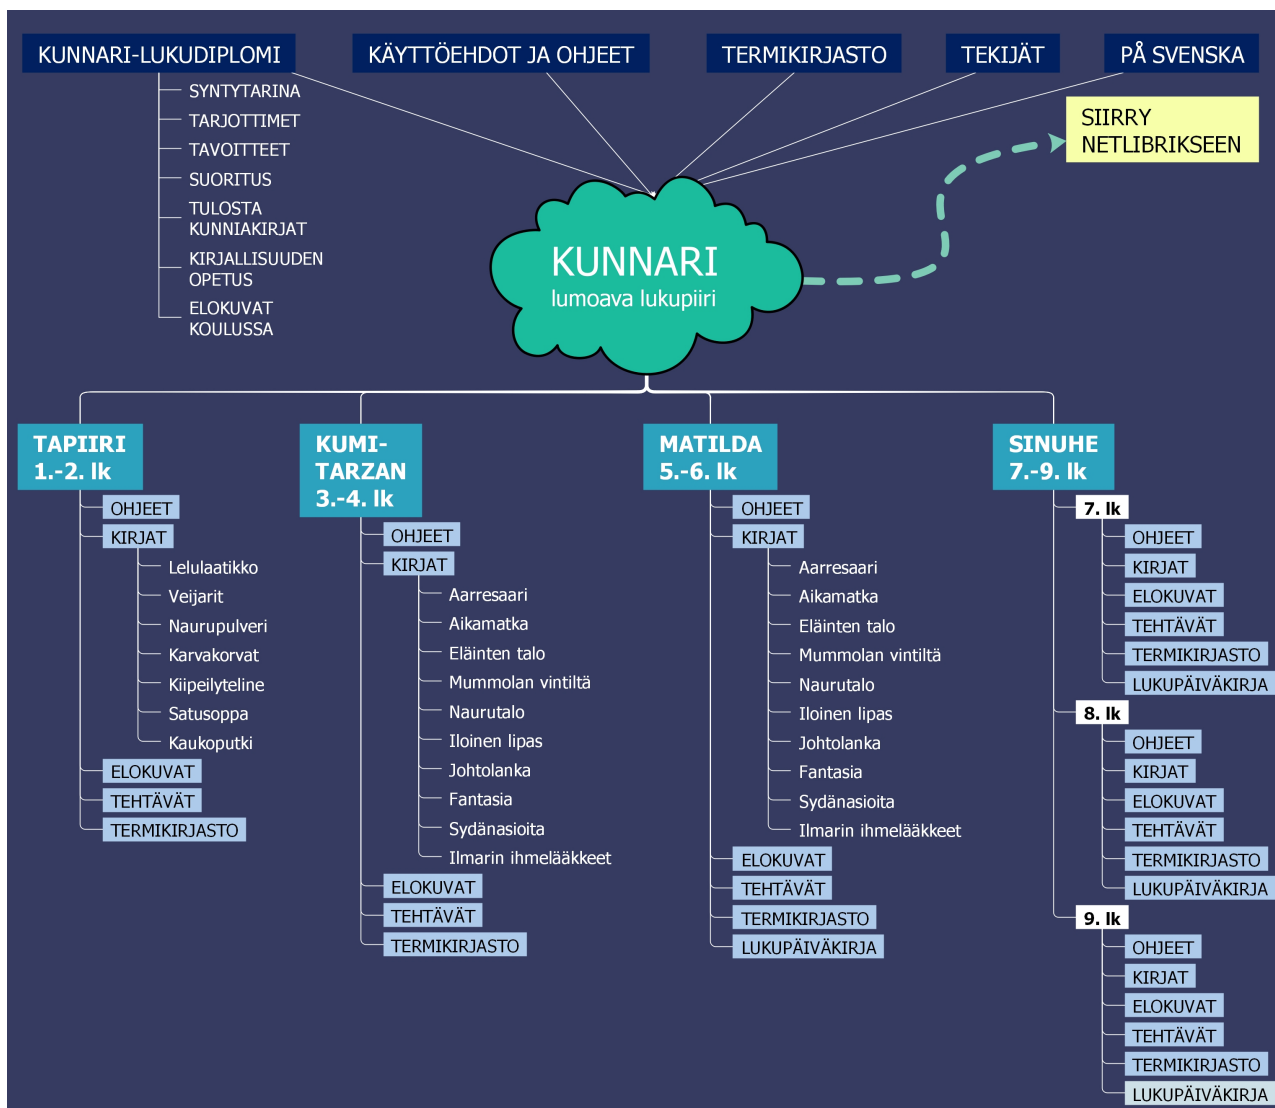 KUNNARI-LUKUDIPLOMI
KÄYTTÖEHDOT JA OHJEET
TERMIKIRJASTO
TEKIJÄT
PÅ SVENSKA
SYNTYTARINA
TARJOTTIMET
TAVOITTEET
SUORITUS
TULOSTA
KUNNIAKIRJAT
KIRJALLISUUDEN
OPETUS
ELOKUVAT
KOULUSSA
SIIRRY
NETLIBRIKSEEN
KUNNARI
lumoava lukupiiri
TAPIIRI
1.-2. lk
OHJEET
KIRJAT
Lelulaatikko
Veijarit
Naurupulveri
Karvakorvat
Kiipeilyteline
Satusoppa
Kaukoputki
ELOKUVAT
TEHTÄVÄT
TERMIKIRJASTO
KUMI-
TARZAN
3.-4. lk
OHJEET
KIRJAT
Aarresaari
Aikamatka
Eläinten talo
Mummolan vintiltä
Naurutalo
Iloinen lipas
Johtolanka
Fantasia
Sydänasioita
Ilmarin ihmelääkkeet
ELOKUVAT
TEHTÄVÄT
TERMIKIRJASTO
MATILDA
5.-6. lk
OHJEET
KIRJAT
Aarresaari
Aikamatka
Eläinten talo
Mummolan vintiltä
Naurutalo
Iloinen lipas
Johtolanka
Fantasia
Sydänasioita
Ilmarin ihmelääkkeet
ELOKUVAT
TEHTÄVÄT
TERMIKIRJASTO
LUKUPÄIVÄKIRJA
SINUHE
7.-9. lk
7. lk
OHJEET
KIRJAT
ELOKUVAT
TEHTÄVÄT
TERMIKIRJASTO
LUKUPÄIVÄKIRJA
8. lk
OHJEET
KIRJAT
ELOKUVAT
TEHTÄVÄT
TERMIKIRJASTO
LUKUPÄIVÄKIRJA
9. lk
OHJEET
KIRJAT
ELOKUVAT
TEHTÄVÄT
TERMIKIRJASTO
LUKUPÄIVÄKIRJA